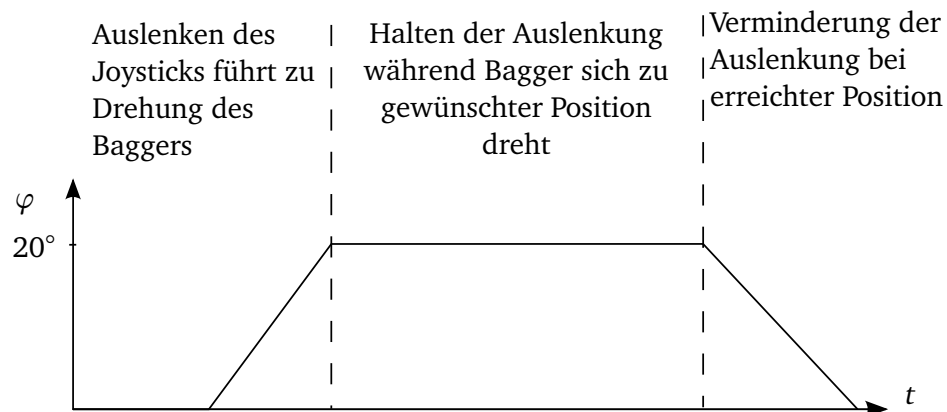 Auslenken des
Joysticks führt zu
Drehung des
Baggers
Halten der Auslenkung
während Bagger sich zu
gewünschter Position
dreht
Verminderung der
Auslenkung bei
erreichter Position
φ
20°
t